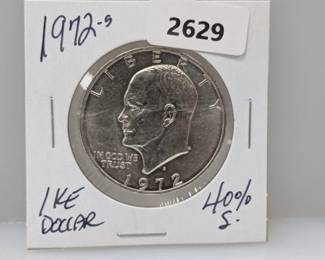 1972-s
2629
LIBERTY
IN GOD WE
TRUST
1972
IKE
DOLLAR
40%
S.